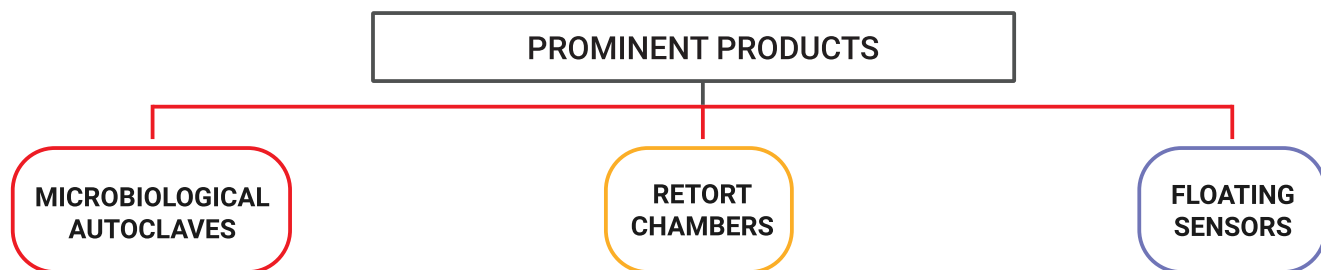 PROMINENT PRODUCTS
MICROBIOLOGICAL
AUTOCLAVES
RETORT
CHAMBERS
FLOATING
SENSORS